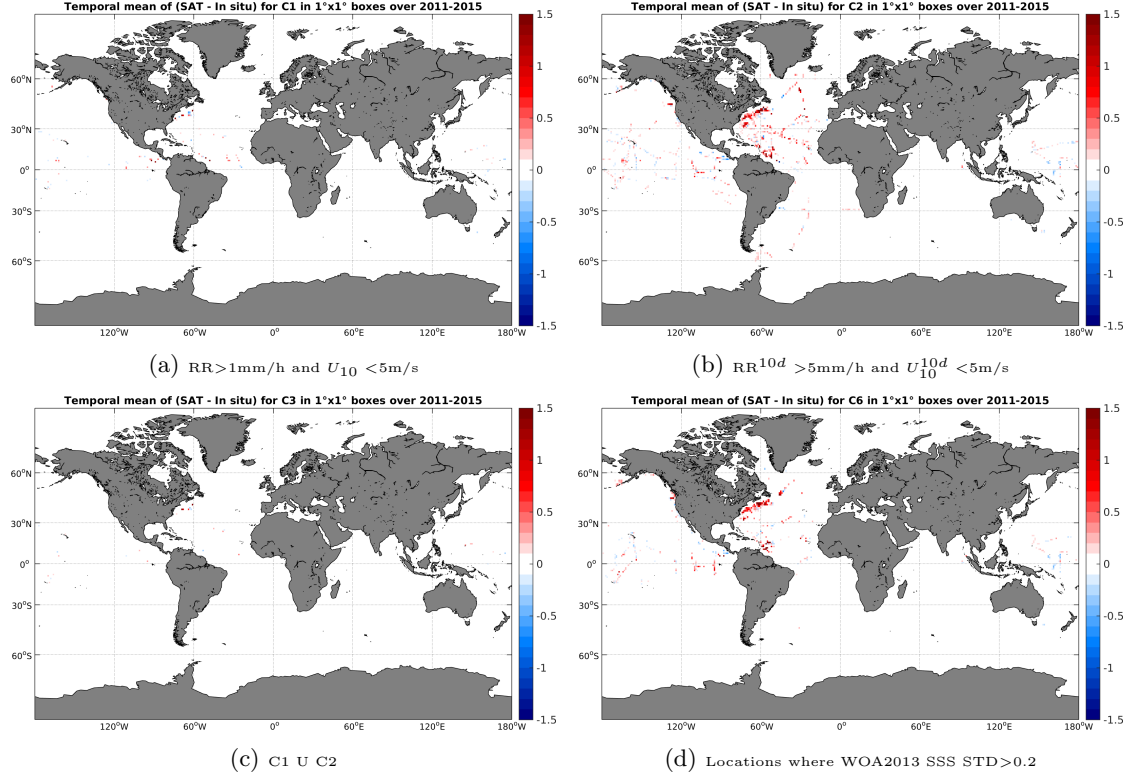 Temporal mean of (SAT - In situ) for C1 in 1°x1° boxes over 2011-2015
1.5
1
0.5
0
-0.5
-1
-1.5
60°N
30°N
0°
30°S
60°S
120°W
60°W
0°
60°E
120°E
180°W
(a) RR>1mm/h and U10 <5m/s
Temporal mean of (SAT - In situ) for C2 in 1°x1° boxes over 2011-2015
1.5
1
0.5
0
-0.5
-1
-1.5
60°N
30°N
0°
30°S
60°S
120°W
60°W
0°
60°E
120°E
180°W
(b) RR10d >5mm/h and U10d10 <5m/s
Temporal mean of (SAT - In situ) for C3 in 1°x1° boxes over 2011-2015
1.5
1
0.5
0
-0.5
-1
-1.5
60°N
30°N
0°
30°S
60°S
120°W
60°W
0°
60°E
120°E
180°W
(c) C1 U C2
Temporal mean of (SAT - In situ) for C6 in 1°x1° boxes over 2011-2015
1.5
1
0.5
0
-0.5
-1
-1.5
60°N
30°N
0°
30°S
60°S
120°W
60°W
0°
60°E
120°E
180°W
(d) Locations where WOA2013 SSS STD>0.2